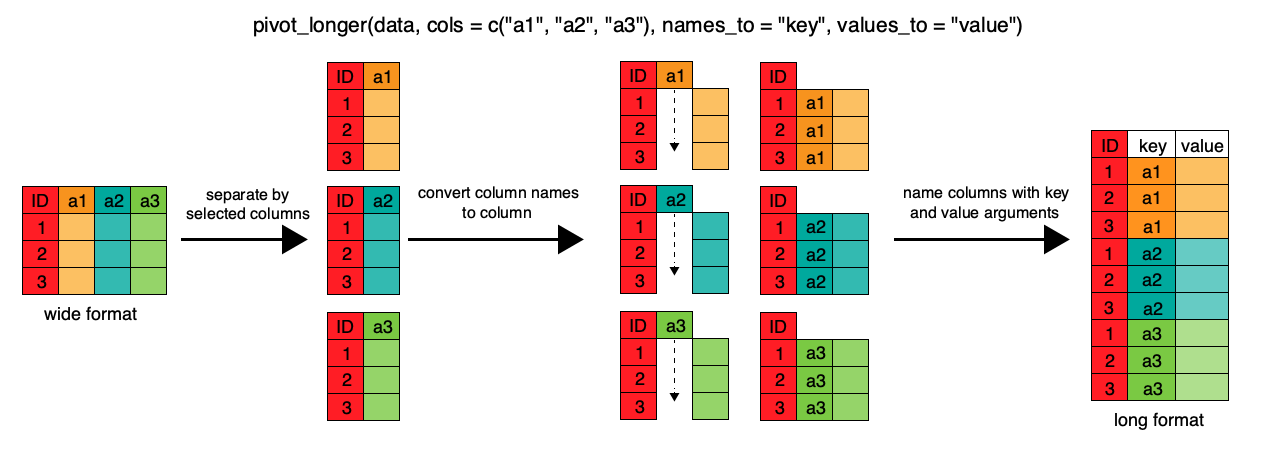 pivot_longer(data, cols = c("a1", "a2", "a3"), names_to = "key", values_to = "value")
ID a1 a2 a3
1
2
3
wide format
separate by
selected columns
ID a1
1
2
3
ID a2
1
2
3
ID a3
1
2
3
convert column names
to column
ID a1
1
2
3
ID a2
1
2
3
ID a3
1
2
3
ID
1 a1
2 a1
3 a1
ID
1 a2
2 a2
3 a2
ID
1 a3
2 a3
3 a3
name columns with key
and value arguments
ID key value
1 a1
2 a1
3 a1
1 a2
2 a2
3 a2
1 a3
2 a3
3 a3
long format